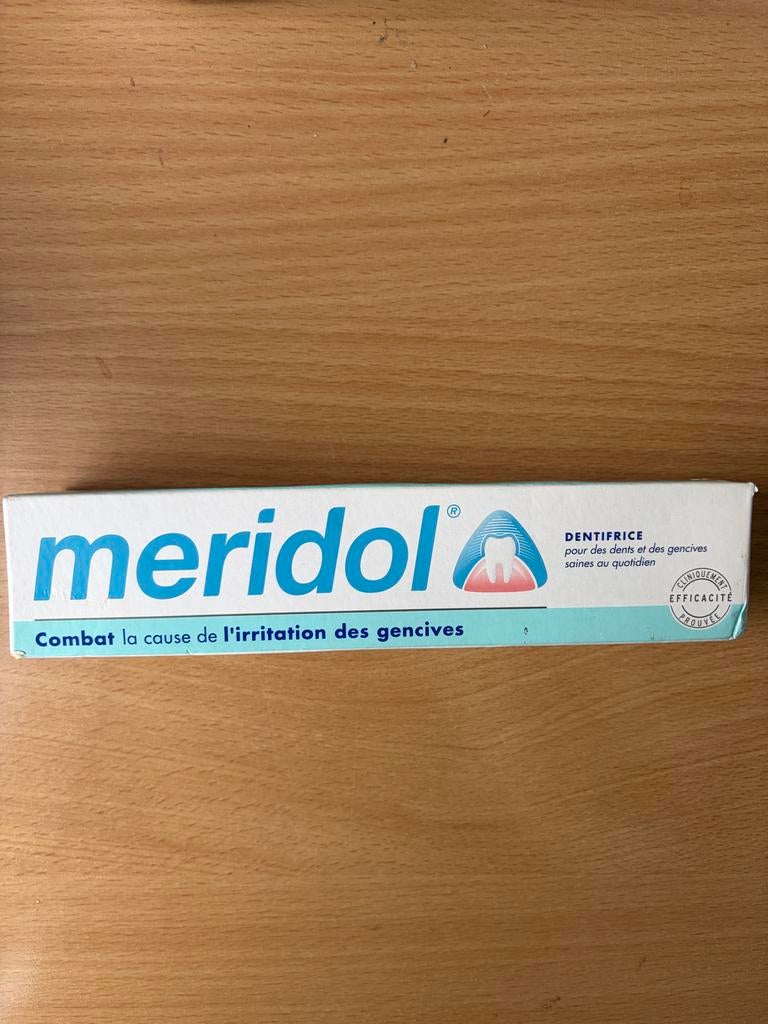 meridol®
DENTIFRICE
pour des dents et des gencives
saines au quotidien
CLINIQUEMENT
EFFICACITÉ
PROUVÉE
Combat la cause de l'irritation des gencives